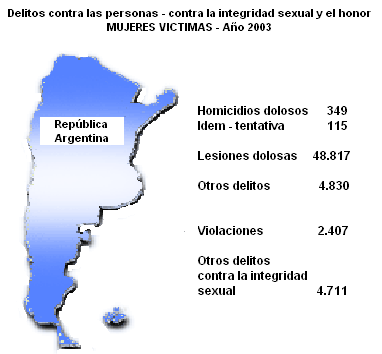 Delitos contra las personas - contra la integridad sexual y el honor
MUJERES VICTIMAS - Año 2003
República
Argentina
Homicidios dolosos 349
Idem - tentativa 115
Lesiones dolosas 48.817
Otros delitos 4.830
Violaciones 2.407
Otros delitos
contra la integridad
sexual 4.711